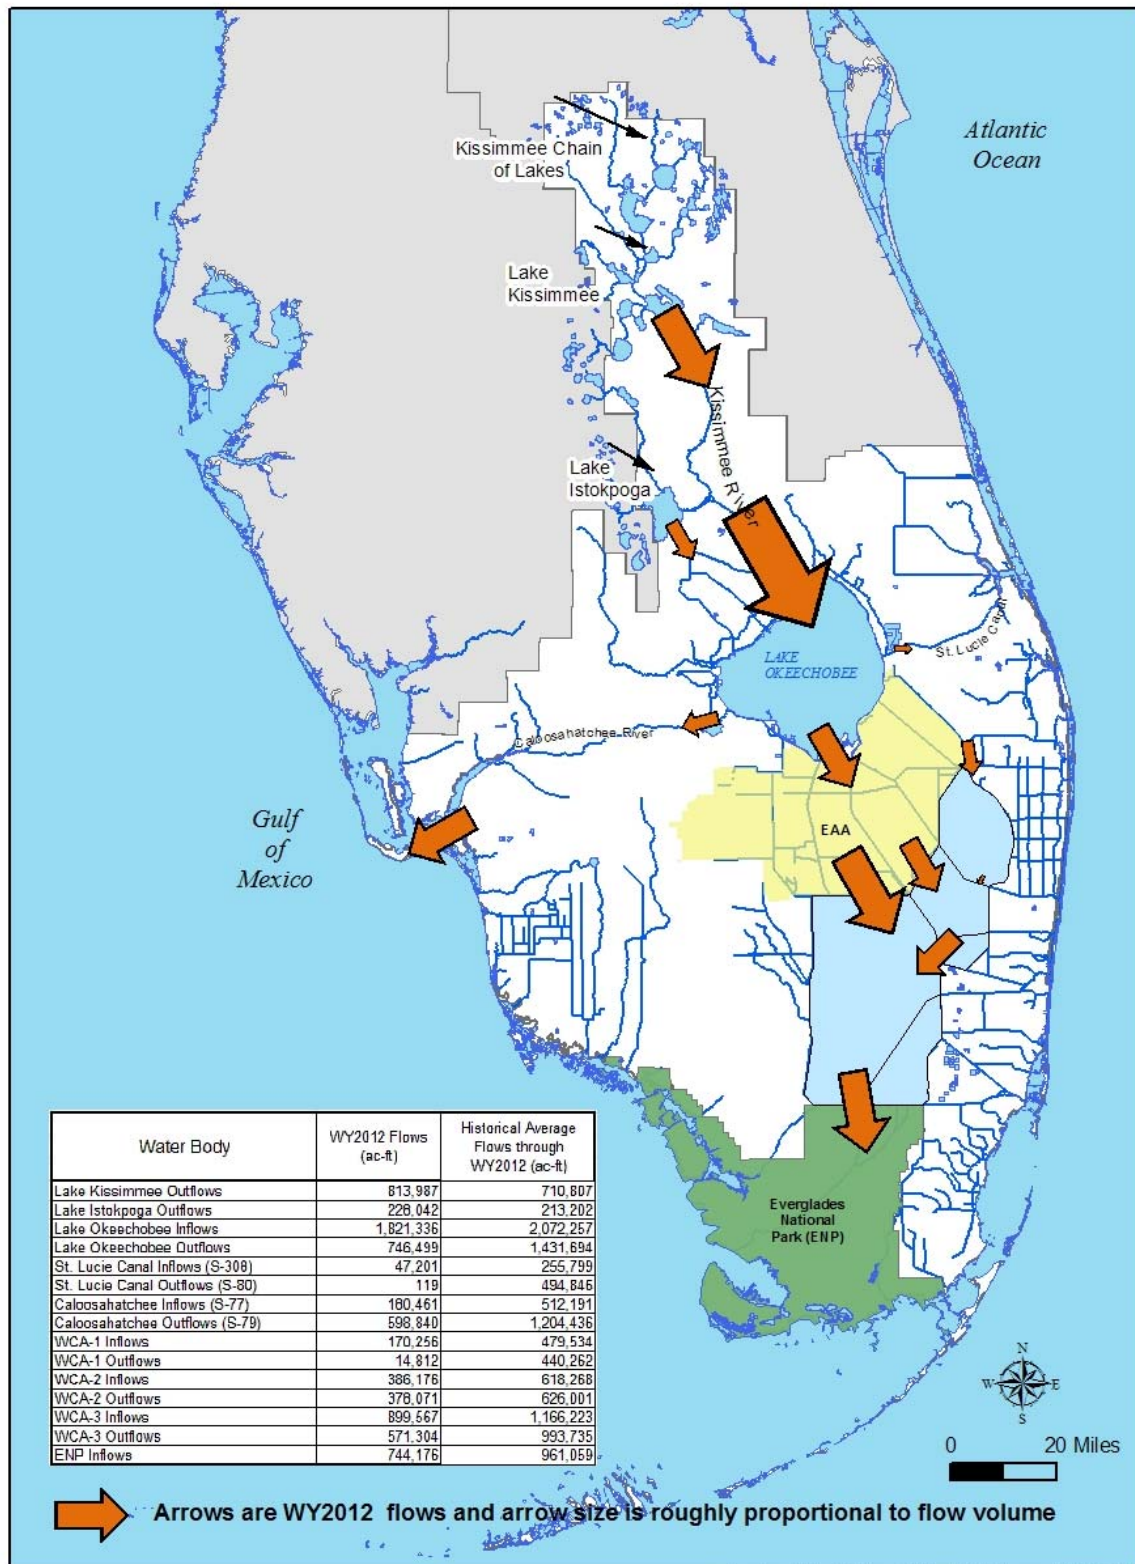 Atlantic
Ocean
Kissimmee Chain
of Lakes
Lake
Kissimmee
Kissimmee River
Lake
Istokpoga
St. Lucie Canal
LAKE
OKEECHOBEE
Caloosahatchee River
Gulf
of
Mexico
EAA
Everglades
National
Park (ENP)
Water Body WY2012 Flows (ac-ft) Historical Average Flows through WY2012 (ac-ft)
Lake Kissimmee Outflows 813,987 710,807
Lake Istokpoga Outflows 228,042 213,202
Lake Okeechobee Inflows 1,821,336 2,072,257
Lake Okeechobee Outflows 746,499 1,431,694
St. Lucie Canal Inflows (S-308) 47,201 255,799
St. Lucie Canal Outflows (S-80) 119 494,846
Caloosahatchee Inflows (S-77) 180,461 512,191
Caloosahatchee Outflows (S-79) 598,840 1,204,436
WCA-1 Inflows 170,256 479,534
WCA-1 Outflows 14,812 440,262
WCA-2 Inflows 386,176 618,268
WCA-2 Outflows 378,071 626,001
WCA-3 Inflows 899,567 1,166,223
WCA-3 Outflows 571,304 993,735
ENP Inflows 744,176 961,059
N
W E
S
0 20 Miles
Arrows are WY2012 flows and arrow size is roughly proportional to flow volume